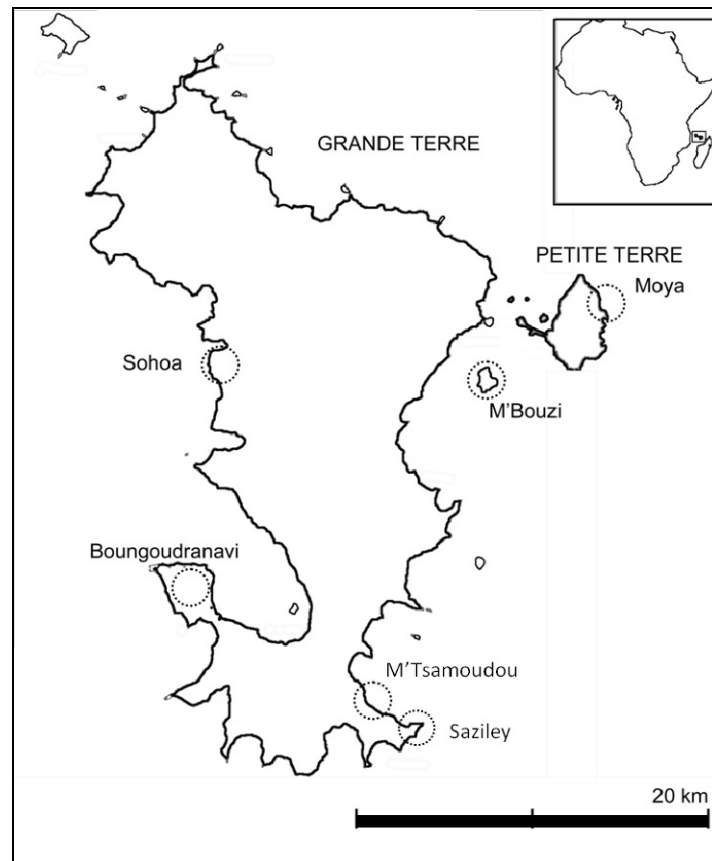 GRANDE TERRE
PETITE TERRE
Moya
Sohoa
M'Bouzi
Boungoudranavi
M'Tsamoudou
Saziley
20 km